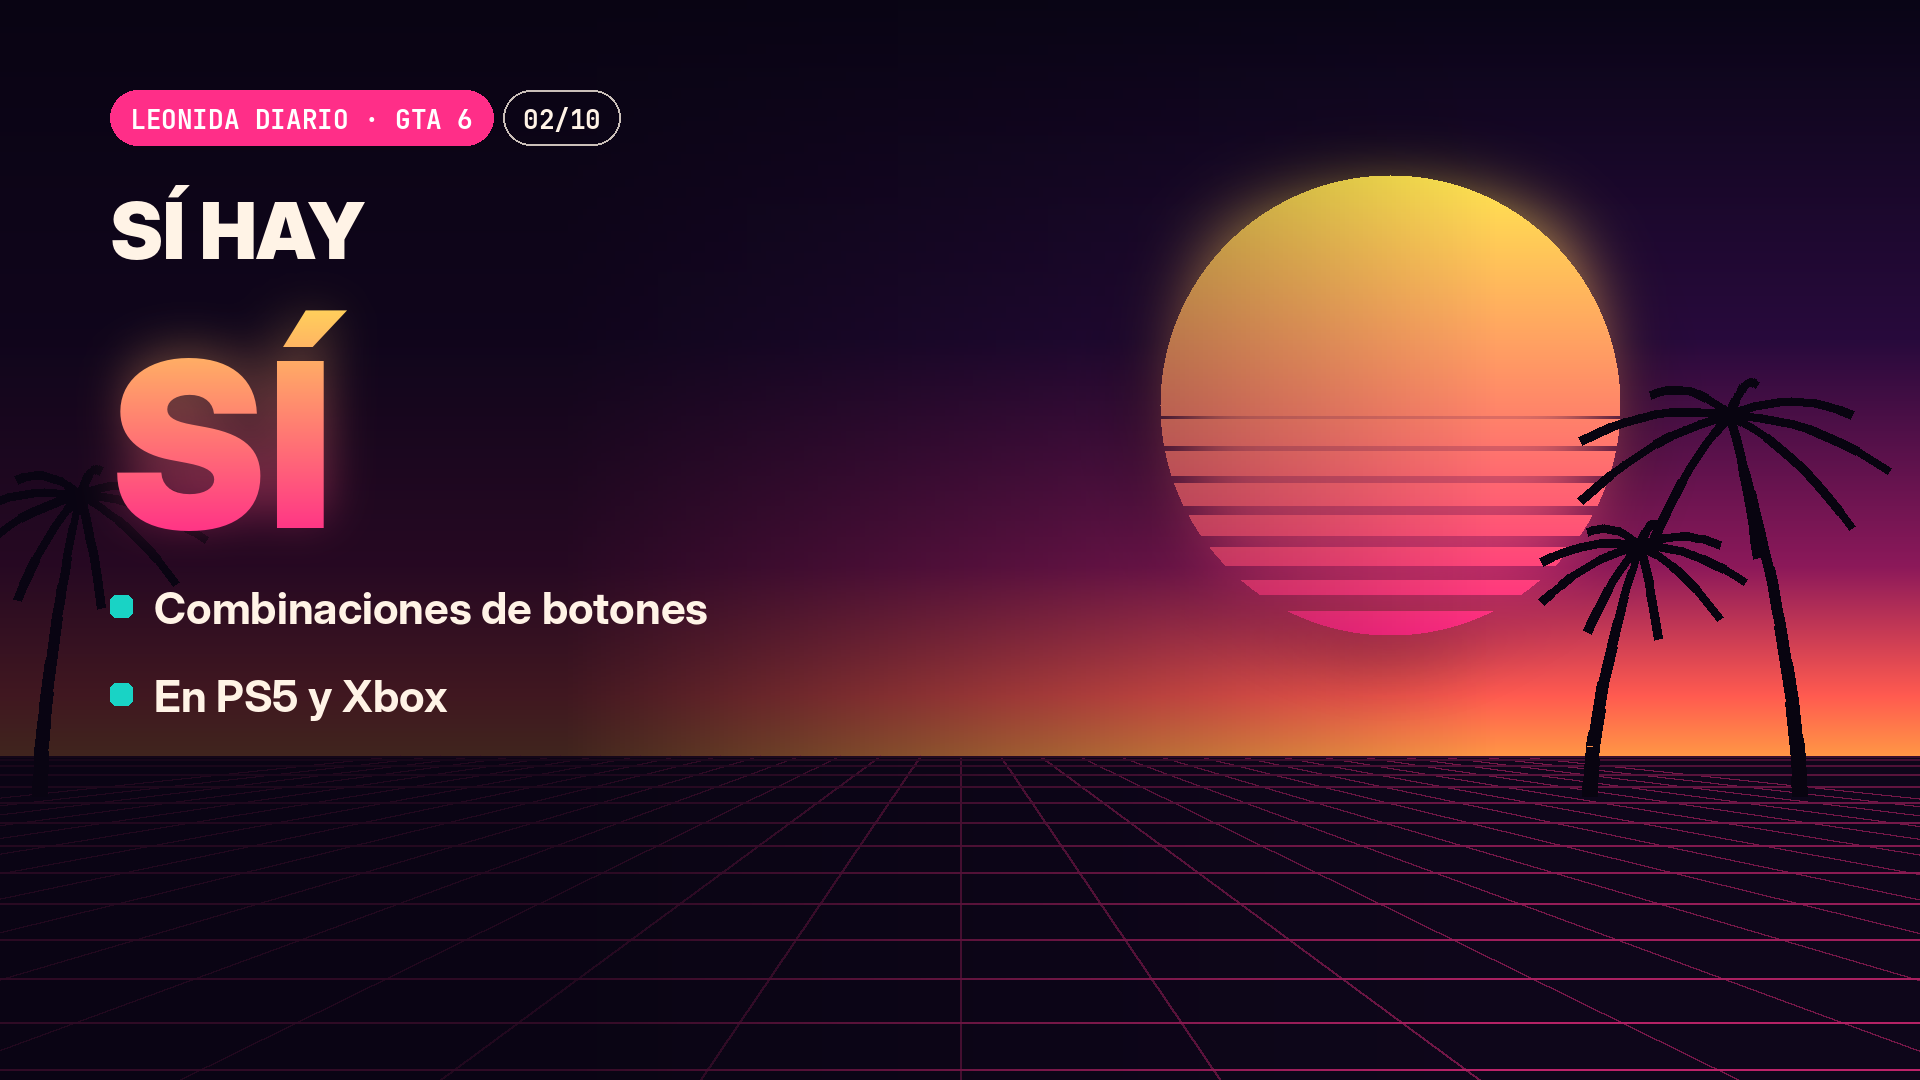 LEONIDA DIARIO · GTA 6
02/10
SÍ HAY
SÍ
Combinaciones de botones
En PS5 y Xbox